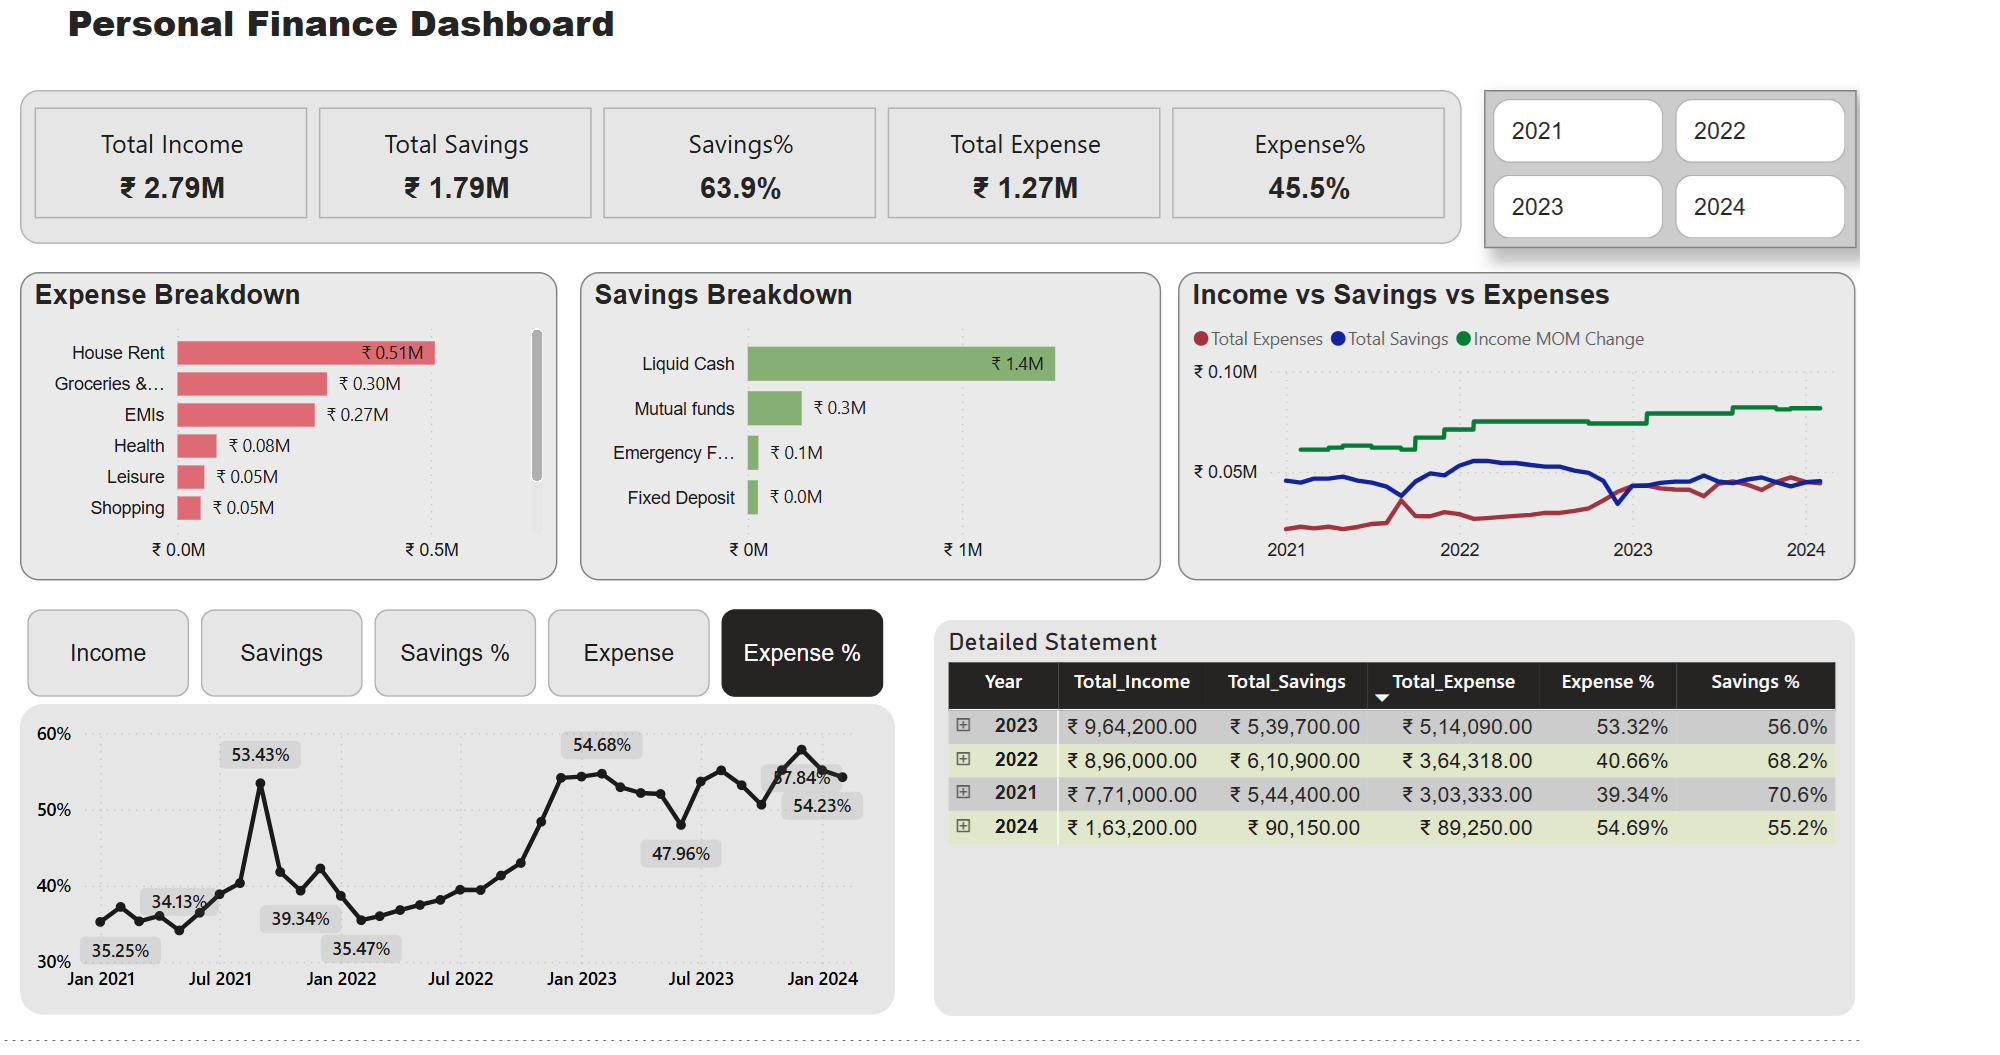 Personal Finance Dashboard
Total Income
₹ 2.79M
Total Savings
₹ 1.79M
Savings%
63.9%
Total Expense
₹ 1.27M
Expense%
45.5%
2021
2022
2023
2024
Expense Breakdown
House Rent ₹ 0.51M
Groceries &... ₹ 0.30M
EMIs ₹ 0.27M
Health ₹ 0.08M
Leisure ₹ 0.05M
Shopping ₹ 0.05M
₹ 0.0M ₹ 0.5M
Savings Breakdown
Liquid Cash ₹ 1.4M
Mutual funds ₹ 0.3M
Emergency F... ₹ 0.1M
Fixed Deposit ₹ 0.0M
₹ 0M ₹ 1M
Income vs Savings vs Expenses
Total Expenses Total Savings Income MOM Change
₹ 0.10M
₹ 0.05M
2021 2022 2023 2024
Income
Savings
Savings %
Expense
Expense %
60%
50%
40%
30%
35.25%
34.13%
53.43%
39.34%
35.47%
54.68%
47.96%
57.84%
54.23%
Jan 2021 Jul 2021 Jan 2022 Jul 2022 Jan 2023 Jul 2023 Jan 2024
Detailed Statement
Year Total_Income Total_Savings Total_Expense Expense % Savings %
2023 ₹ 9,64,200.00 ₹ 5,39,700.00 ₹ 5,14,090.00 53.32% 56.0%
2022 ₹ 8,96,000.00 ₹ 6,10,900.00 ₹ 3,64,318.00 40.66% 68.2%
2021 ₹ 7,71,000.00 ₹ 5,44,400.00 ₹ 3,03,333.00 39.34% 70.6%
2024 ₹ 1,63,200.00 ₹ 90,150.00 ₹ 89,250.00 54.69% 55.2%